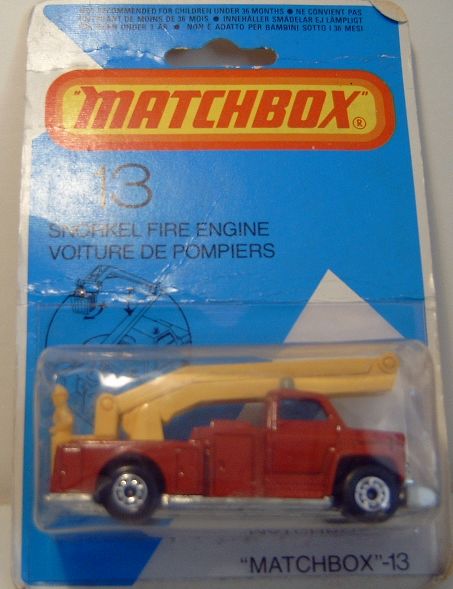 NOT RECOMMENDED FOR CHILDREN UNDER 36 MONTHS ● NE CONVIENT PAS
ENFANT DE MOINS DE 36 MOIS ● INNEHÅLLER SMÅDELAR EJ LÄMPLIGT
BARN UNDER 3 ÅR ● NON È ADATTO PER BAMBINI SOTTO I 36 MESI
"MATCHBOX"®
13
SNORKEL FIRE ENGINE
VOITURE DE POMPIERS
"MATCHBOX"-13